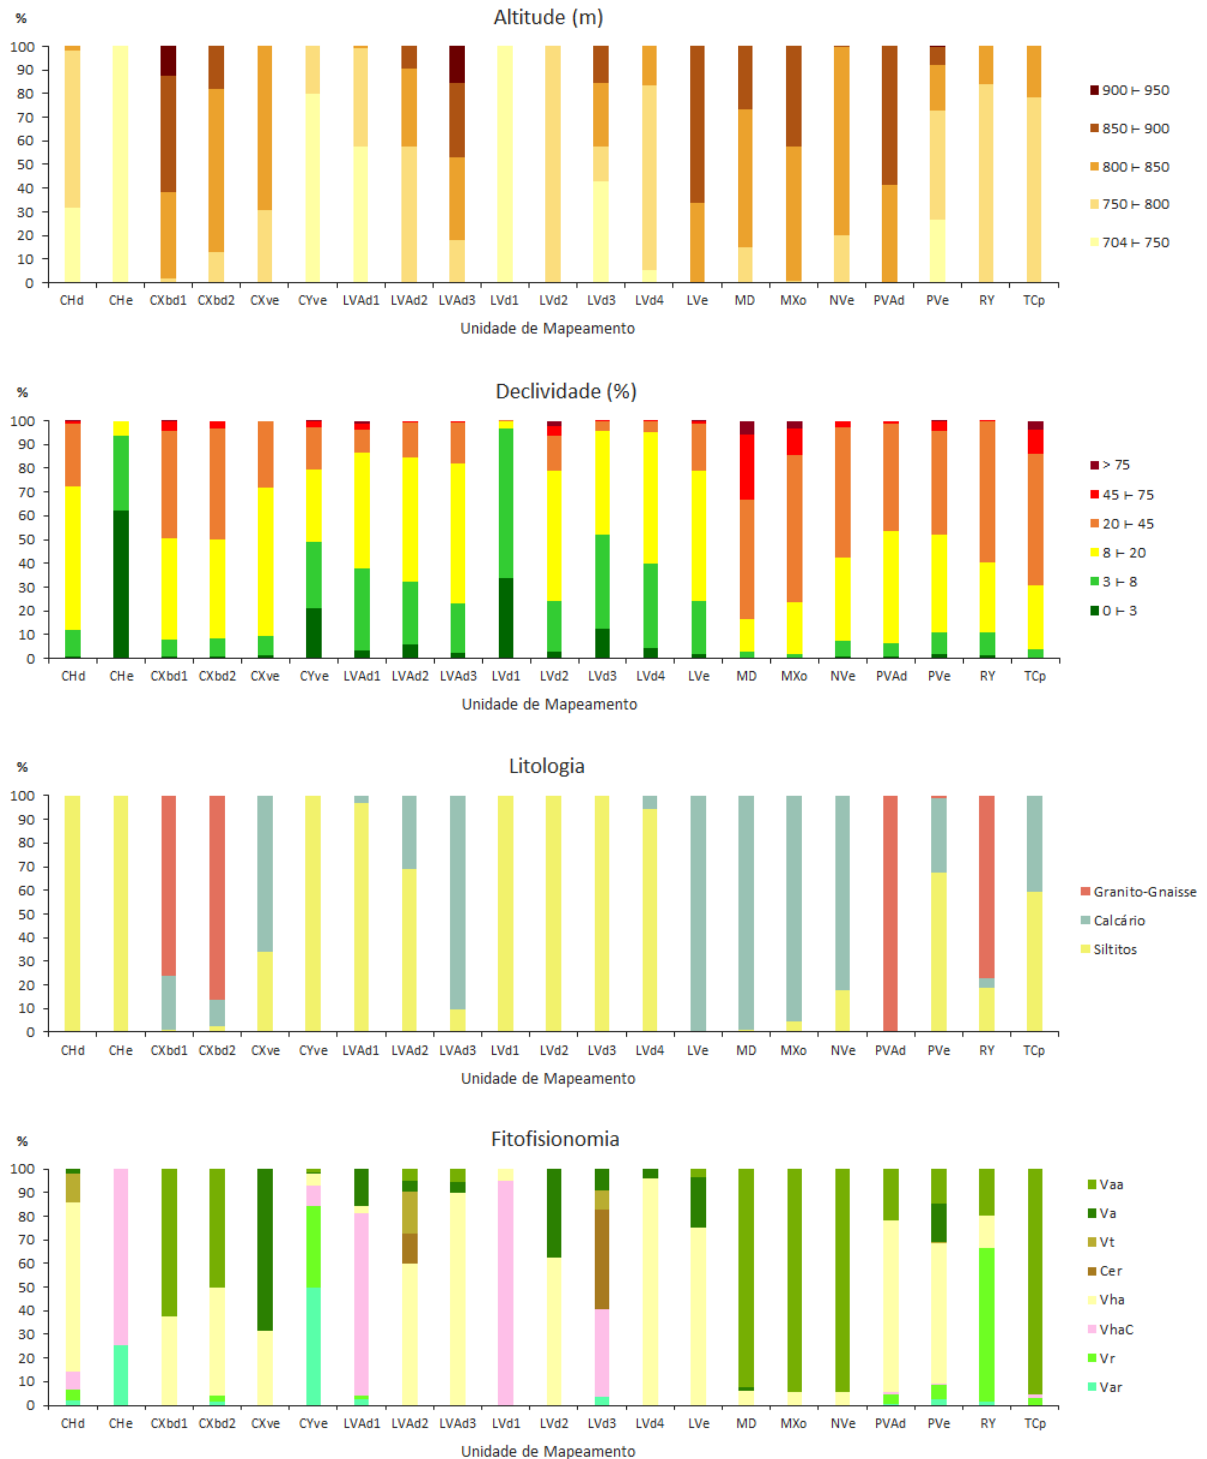 Altitude (m)
%
100
90
80
70
60
50
40
30
20
10
0
CHd CHe CXbd1 CXbd2 CXve CYve LVAd1 LVAd2 LVAd3 LVd1 LVd2 LVd3 LVd4 LVe MD MXo NVe PVAd PVe RY TCp
Unidade de Mapeamento
900 ⊢ 950
850 ⊢ 900
800 ⊢ 850
750 ⊢ 800
704 ⊢ 750
Declividade (%)
%
100
90
80
70
60
50
40
30
20
10
0
CHd CHe CXbd1 CXbd2 CXve CYve LVAd1 LVAd2 LVAd3 LVd1 LVd2 LVd3 LVd4 LVe MD MXo NVe PVAd PVe RY TCp
Unidade de Mapeamento
> 75
45 ⊢ 75
20 ⊢ 45
8 ⊢ 20
3 ⊢ 8
0 ⊢ 3
Litologia
%
100
90
80
70
60
50
40
30
20
10
0
CHd CHe CXbd1 CXbd2 CXve CYve LVAd1 LVAd2 LVAd3 LVd1 LVd2 LVd3 LVd4 LVe MD MXo NVe PVAd PVe RY TCp
Unidade de Mapeamento
Granito-Gnaisse
Calcário
Siltitos
Fitofisionomia
%
100
90
80
70
60
50
40
30
20
10
0
CHd CHe CXbd1 CXbd2 CXve CYve LVAd1 LVAd2 LVAd3 LVd1 LVd2 LVd3 LVd4 LVe MD MXo NVe PVAd PVe RY TCp
Unidade de Mapeamento
Vaa
Va
Vt
Cer
Vha
VhaC
Vr
Var